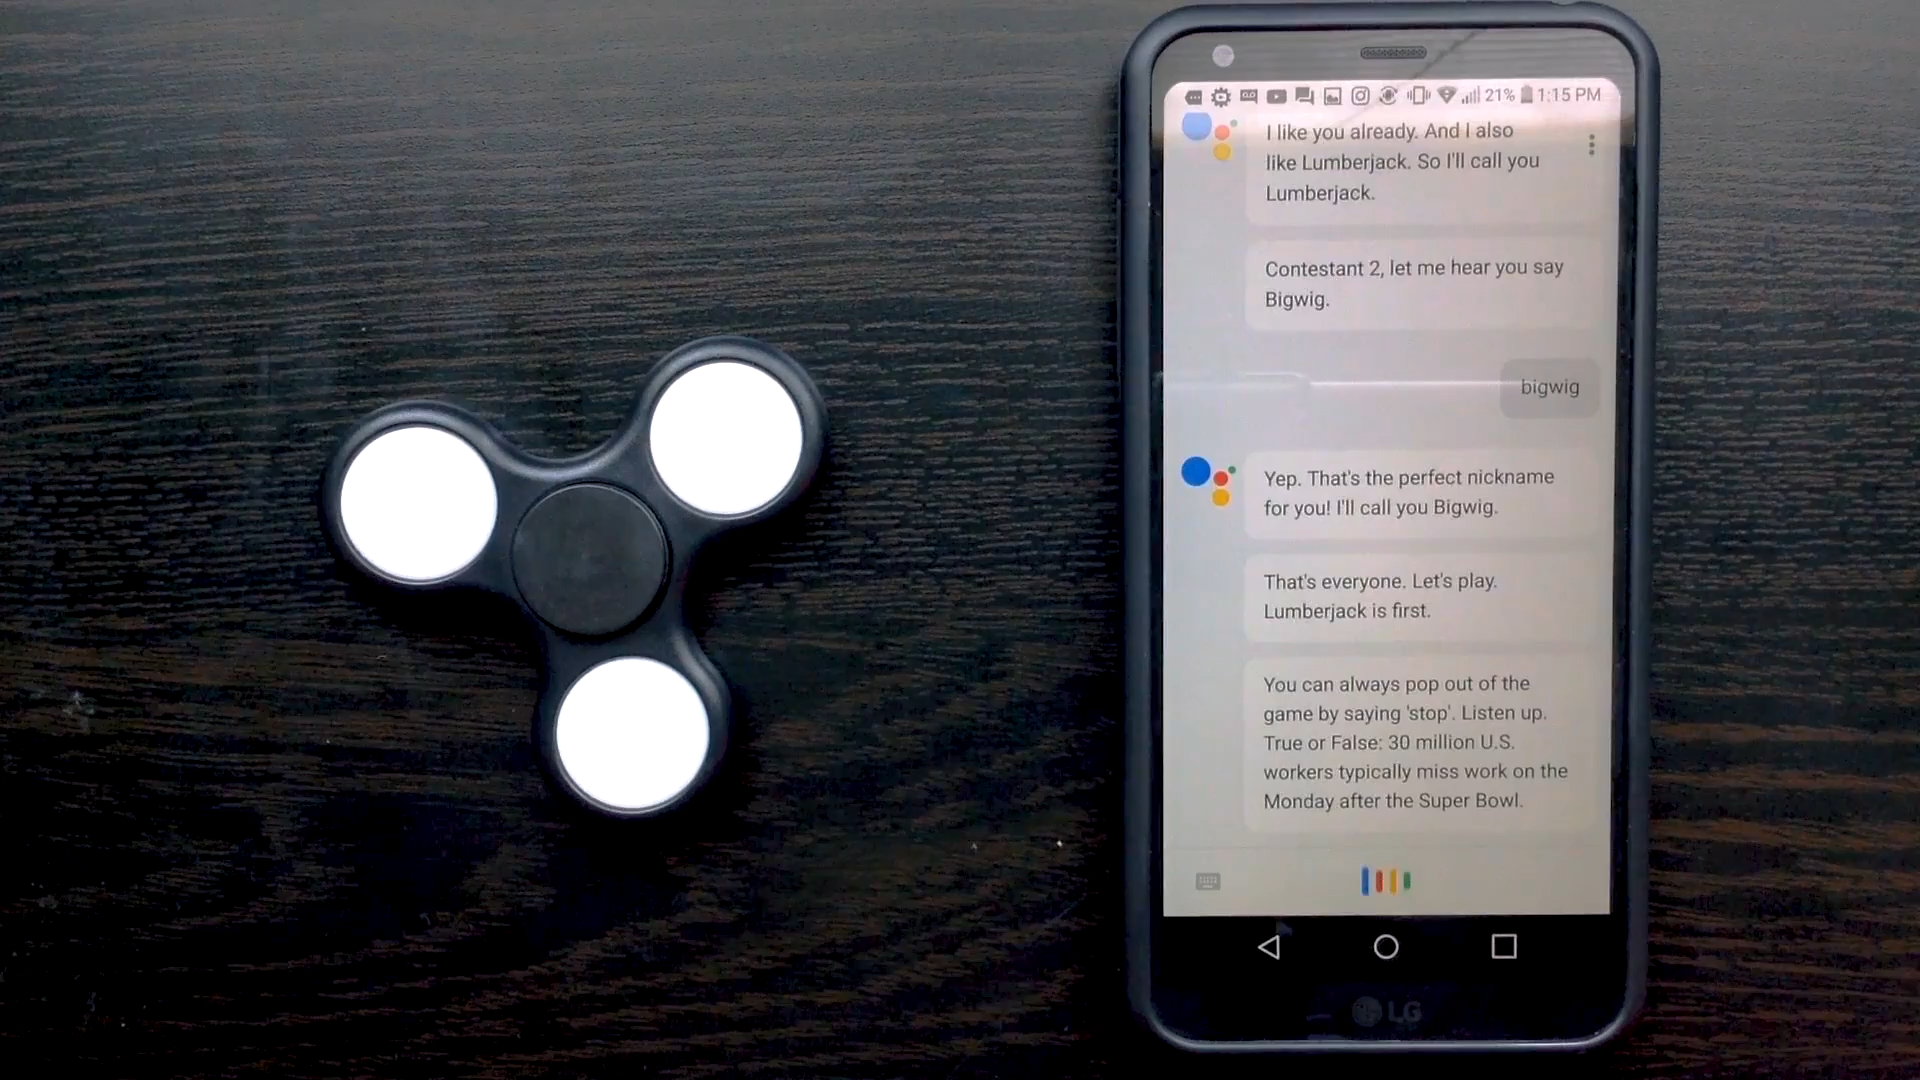 21% 1:15 PM
I like you already. And I also
like Lumberjack. So I'll call you
Lumberjack.
Contestant 2, let me hear you say
Bigwig.
bigwig
Yep. That's the perfect nickname
for you! I'll call you Bigwig.
That's everyone. Let's play.
Lumberjack is first.
You can always pop out of the
game by saying 'stop'. Listen up.
True or False: 30 million U.S.
workers typically miss work on the
Monday after the Super Bowl.
LG